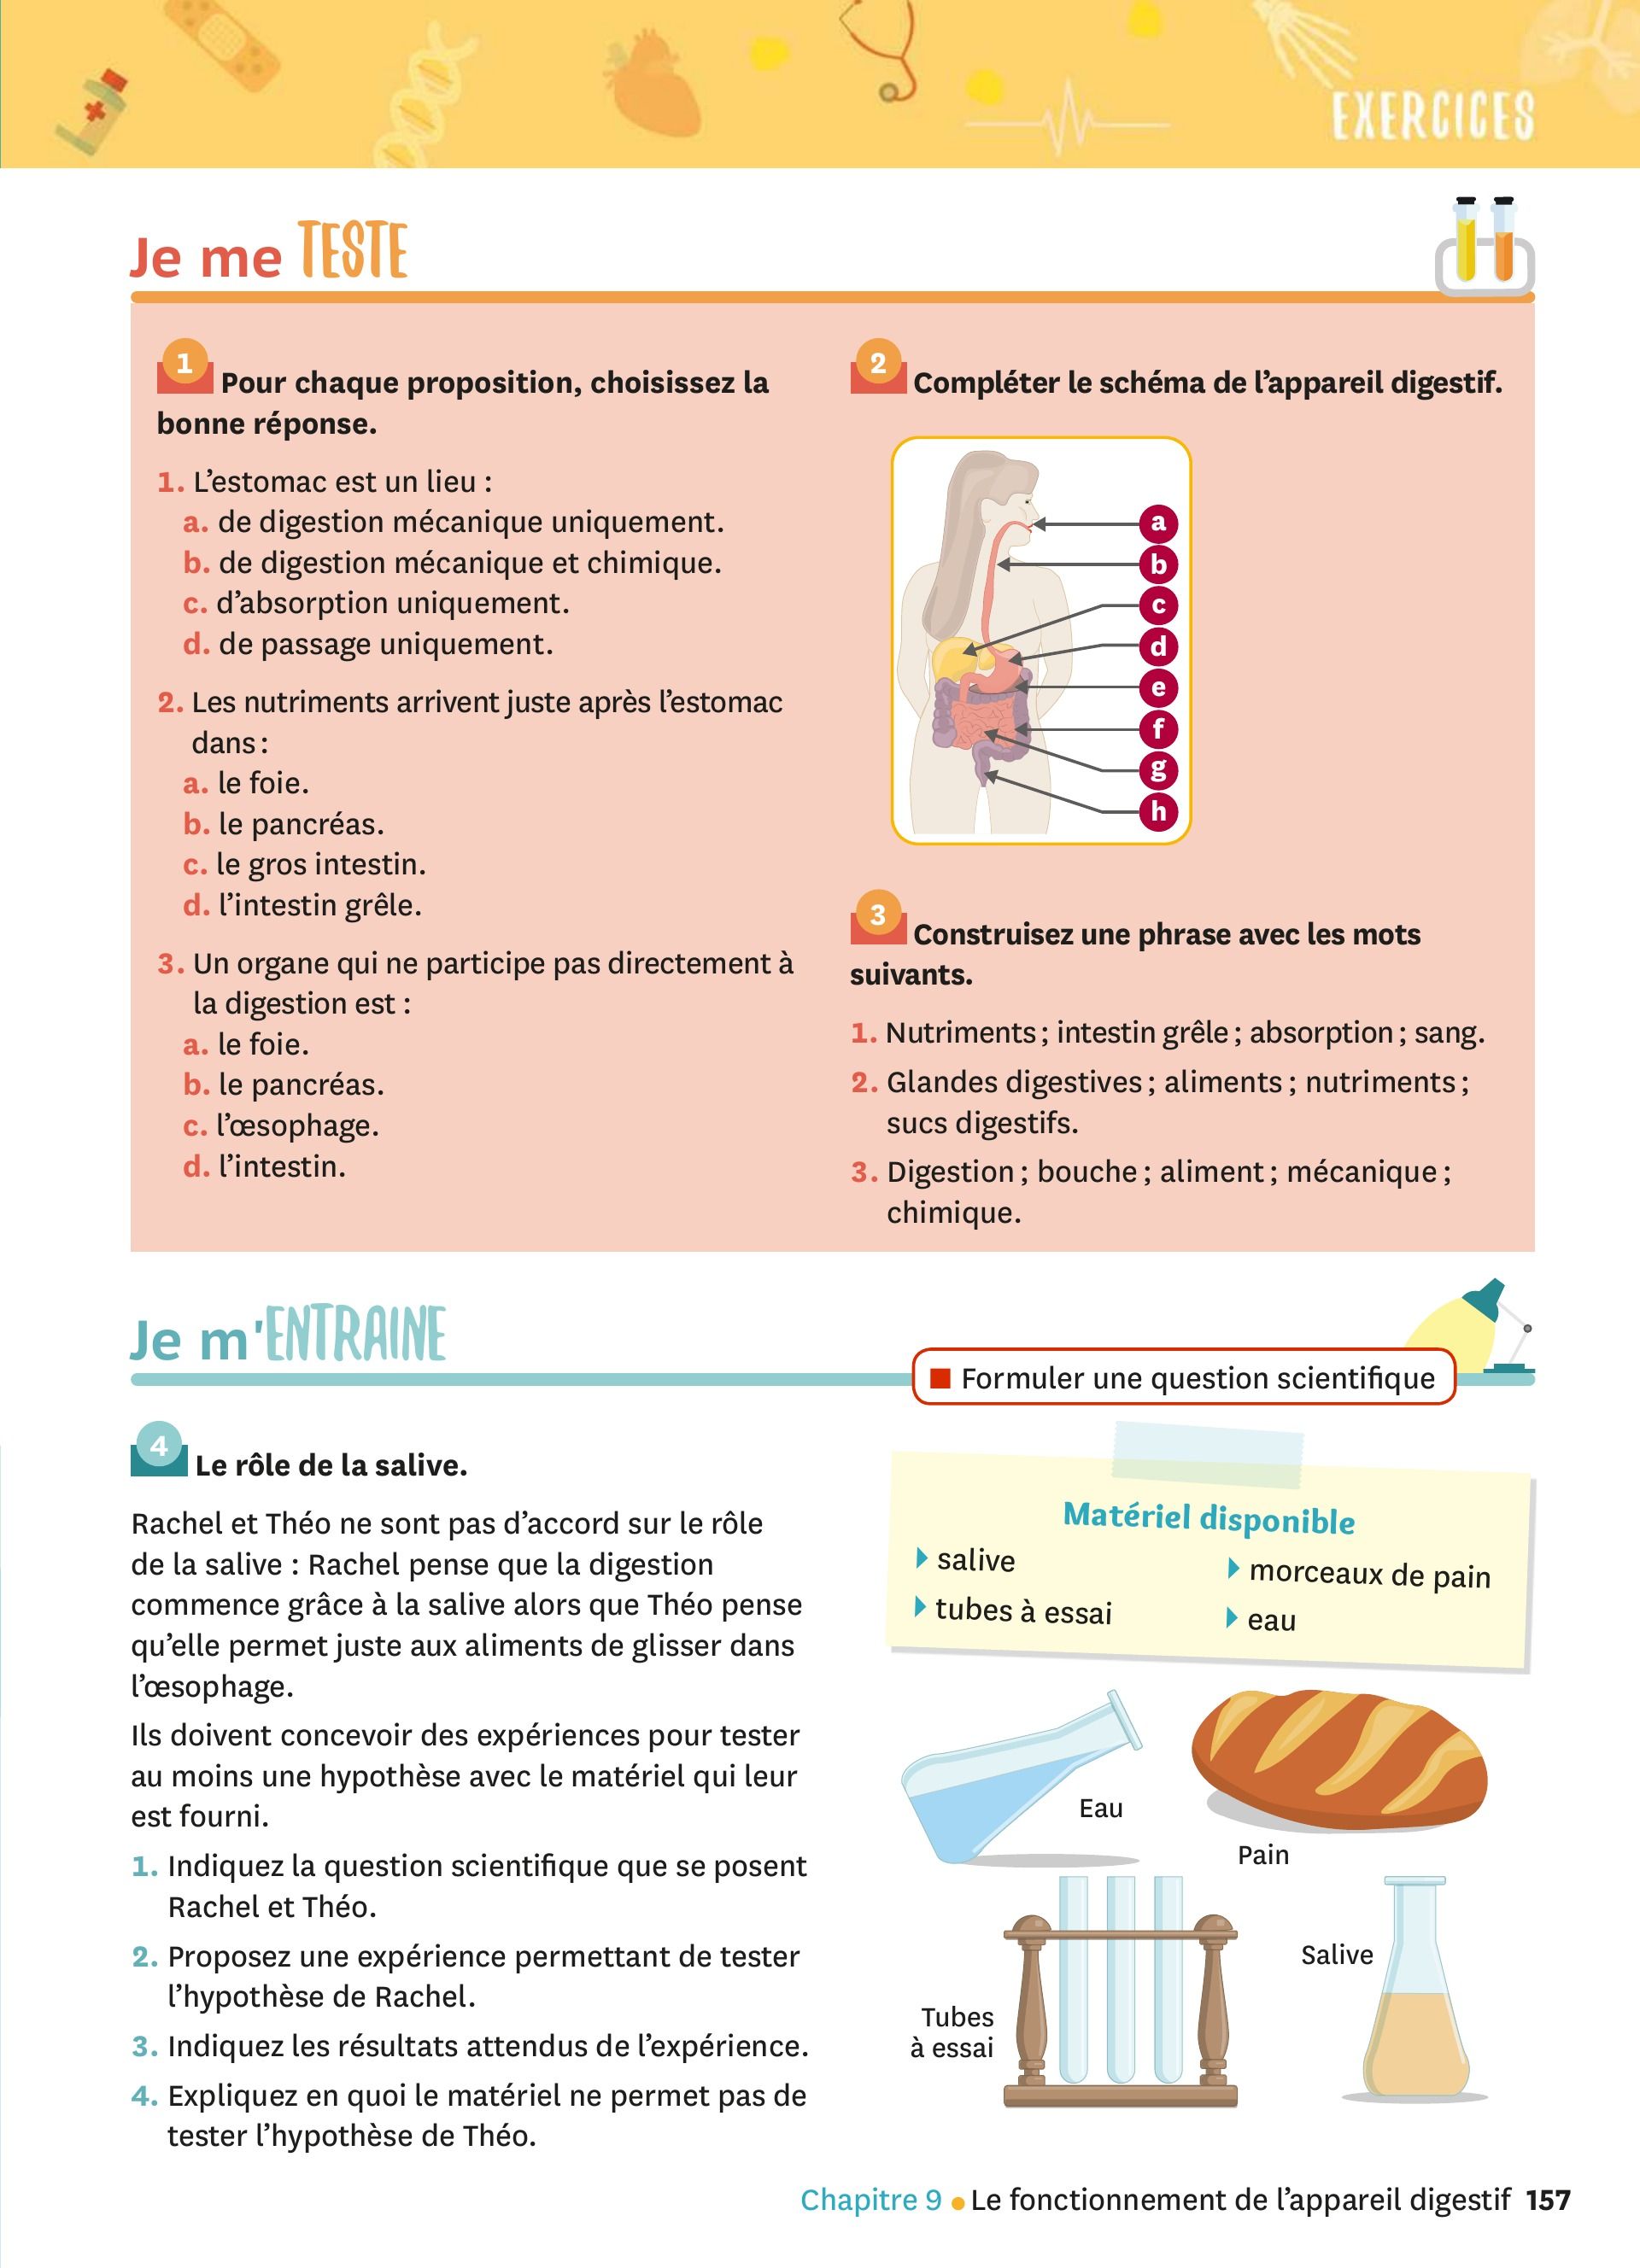 EXERCICES
Je me TESTE
1 Pour chaque proposition, choisissez la
bonne réponse.
1. L’estomac est un lieu :
a. de digestion mécanique uniquement.
b. de digestion mécanique et chimique.
c. d’absorption uniquement.
d. de passage uniquement.
2. Les nutriments arrivent juste après l’estomac
dans :
a. le foie.
b. le pancréas.
c. le gros intestin.
d. l’intestin grêle.
3. Un organe qui ne participe pas directement à
la digestion est :
a. le foie.
b. le pancréas.
c. l’œsophage.
d. l’intestin.
2 Compléter le schéma de l’appareil digestif.
a
b
c
d
e
f
g
h
3 Construisez une phrase avec les mots
suivants.
1. Nutriments ; intestin grêle ; absorption ; sang.
2. Glandes digestives ; aliments ; nutriments ;
sucs digestifs.
3. Digestion ; bouche ; aliment ; mécanique ;
chimique.
Je m'ENTRAINE
Formuler une question scientifique
4 Le rôle de la salive.
Rachel et Théo ne sont pas d’accord sur le rôle
de la salive : Rachel pense que la digestion
commence grâce à la salive alors que Théo pense
qu’elle permet juste aux aliments de glisser dans
l’œsophage.
Ils doivent concevoir des expériences pour tester
au moins une hypothèse avec le matériel qui leur
est fourni.
1. Indiquez la question scientifique que se posent
Rachel et Théo.
2. Proposez une expérience permettant de tester
l’hypothèse de Rachel.
3. Indiquez les résultats attendus de l’expérience.
4. Expliquez en quoi le matériel ne permet pas de
tester l’hypothèse de Théo.
Matériel disponible
salive
tubes à essai
morceaux de pain
eau
Eau
Pain
Tubes
à essai
Salive
Chapitre 9 • Le fonctionnement de l’appareil digestif 157